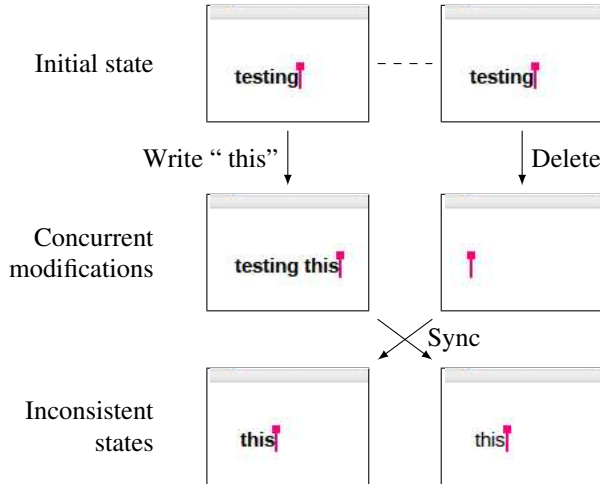 Initial state
testing
testing
Write “ this”
Delete
Concurrent
modifications
testing this
Sync
Inconsistent
states
this
this